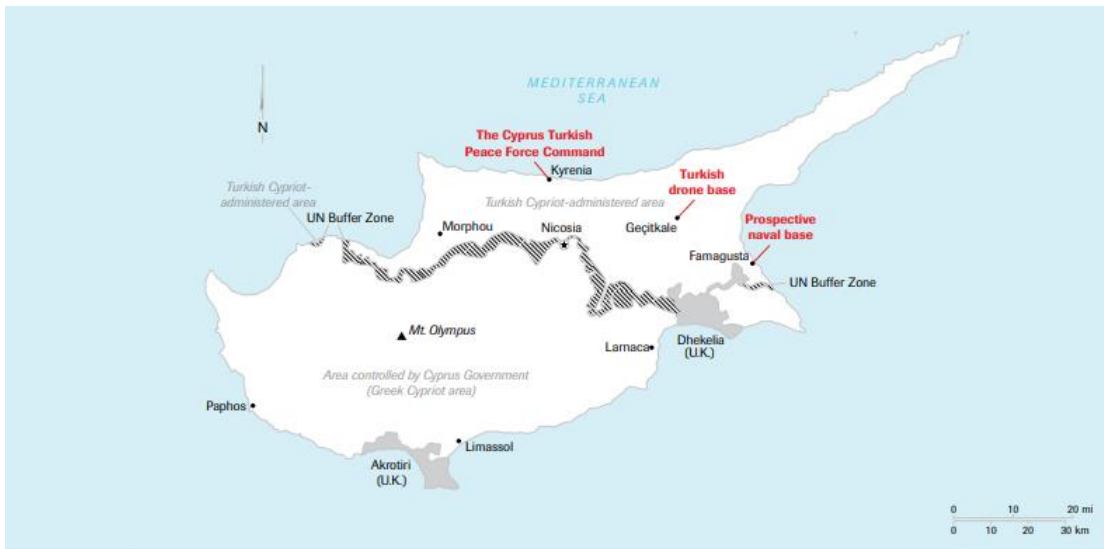 MEDITERRANEAN
SEA
N
The Cyprus Turkish
Peace Force Command
Kyrenia
Turkish
drone base
Turkish Cypriot-
administered area
Turkish Cypriot-administered area
UN Buffer Zone
Morphou
Nicosia
Geçitkale
Prospective
naval base
Famagusta
UN Buffer Zone
Mt. Olympus
Larnaca
Dhekelia
(U.K.)
Area controlled by Cyprus Government
(Greek Cypriot area)
Paphos
Limassol
Akrotiri
(U.K.)
0 10 20 mi
0 10 20 30 km